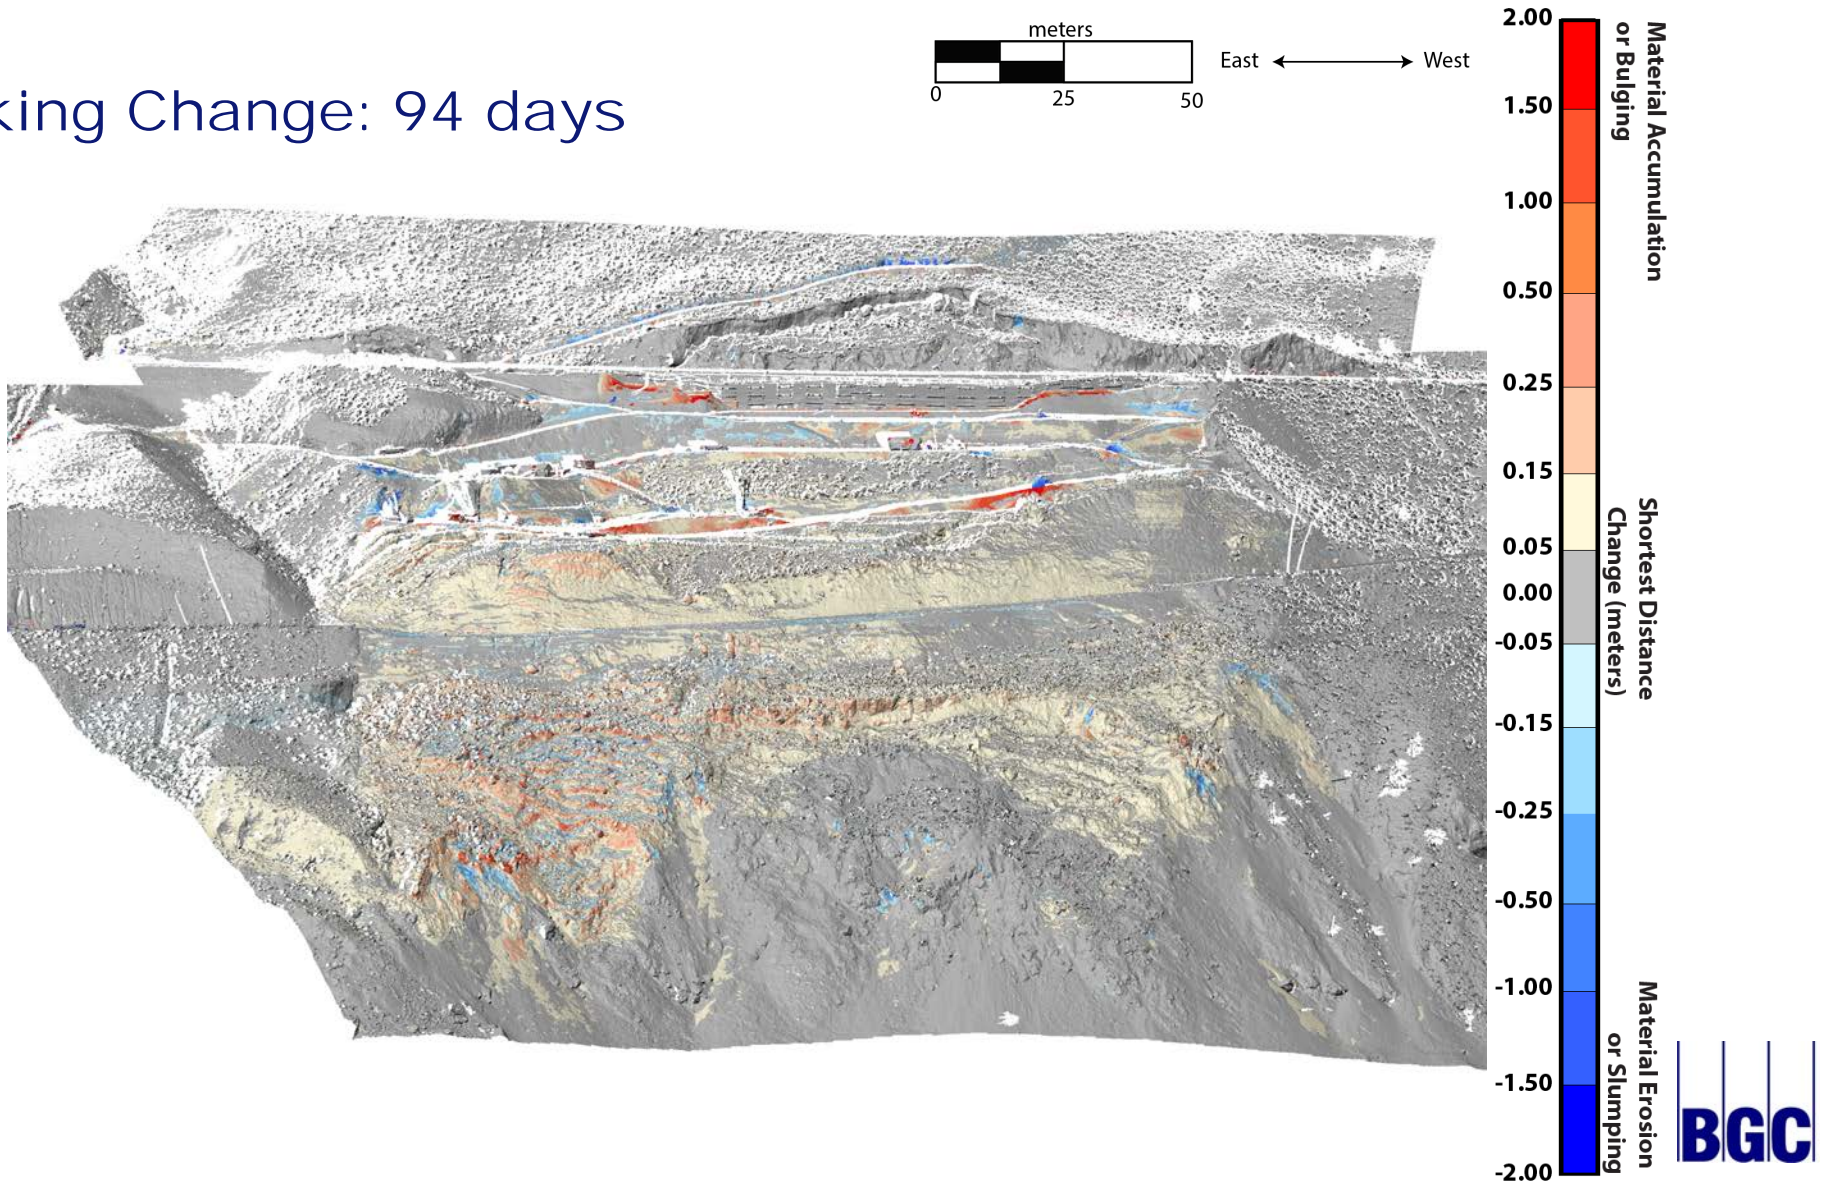 king Change: 94 days
meters
0
25
50
East
West
2.00
1.50
1.00
0.50
0.25
0.15
0.05
0.00
-0.05
-0.15
-0.25
-0.50
-1.00
-1.50
-2.00
Material Accumulation
or Bulging
Shortest Distance
Change (meters)
Material Erosion
or Slumping
BGC